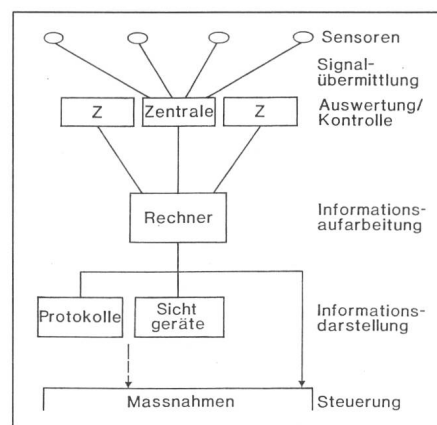 Sensoren
Signal-
übermittlung
Z
Zentrale
Z
Auswertung/
Kontrolle
Rechner
Informations-
aufarbeitung
Protokolle
Sicht
geräte
Informations-
darstellung
Massnahmen
Steuerung